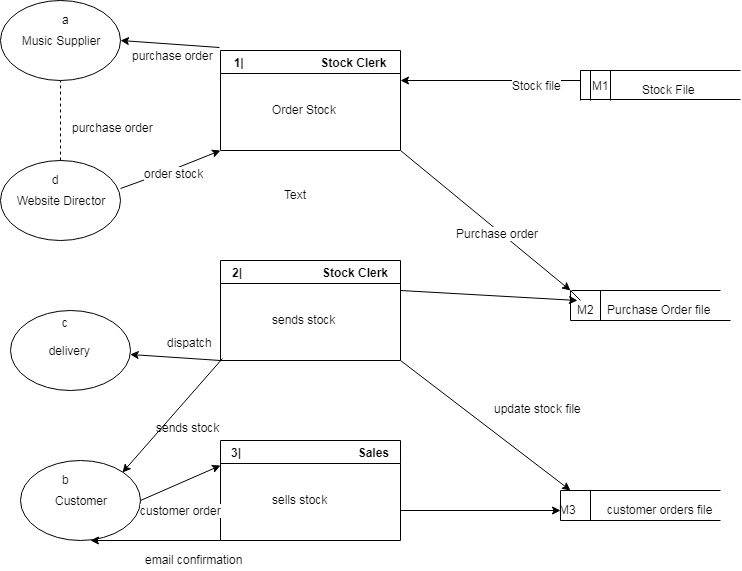 a
Music Supplier
purchase order
1|
Stock Clerk
Order Stock
Stock file
M1
Stock File
purchase order
d
Website Director
order stock
Text
Purchase order
2|
Stock Clerk
sends stock
M2
Purchase Order file
c
delivery
dispatch
sends stock
update stock file
b
Customer
3|
Sales
sells stock
customer order
M3
customer orders file
email confirmation